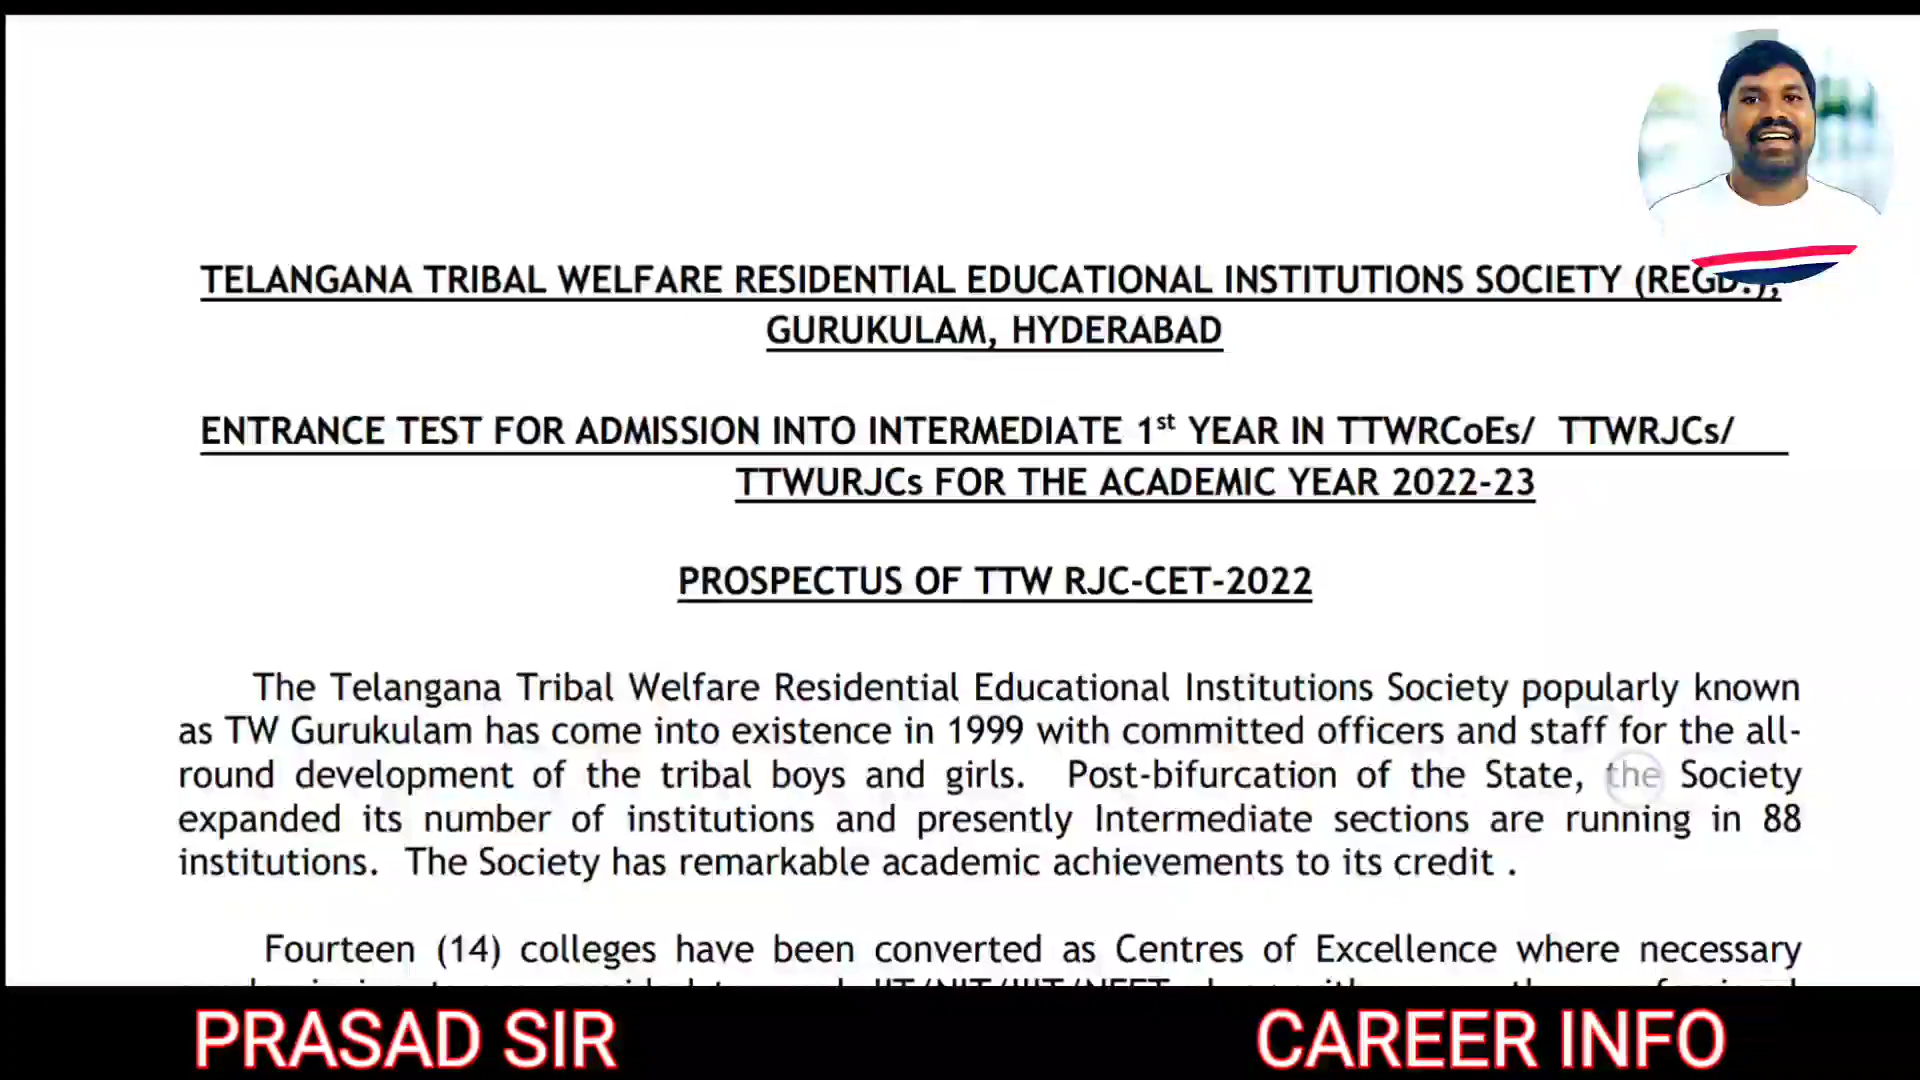 TELANGANA TRIBAL WELFARE RESIDENTIAL EDUCATIONAL INSTITUTIONS SOCIETY (REGD.),
GURUKULAM, HYDERABAD
ENTRANCE TEST FOR ADMISSION INTO INTERMEDIATE 1st YEAR IN TTWRCoEs/ TTWRJCs/
TTWURJCs FOR THE ACADEMIC YEAR 2022-23
PROSPECTUS OF TTW RJC-CET-2022
The Telangana Tribal Welfare Residential Educational Institutions Society popularly known
as TW Gurukulam has come into existence in 1999 with committed officers and staff for the all-
round development of the tribal boys and girls. Post-bifurcation of the State, the Society
expanded its number of institutions and presently Intermediate sections are running in 88
institutions. The Society has remarkable academic achievements to its credit .
Fourteen (14) colleges have been converted as Centres of Excellence where necessary
IIT/NIT/IIIT/NEET
PRASAD SIR
CAREER INFO